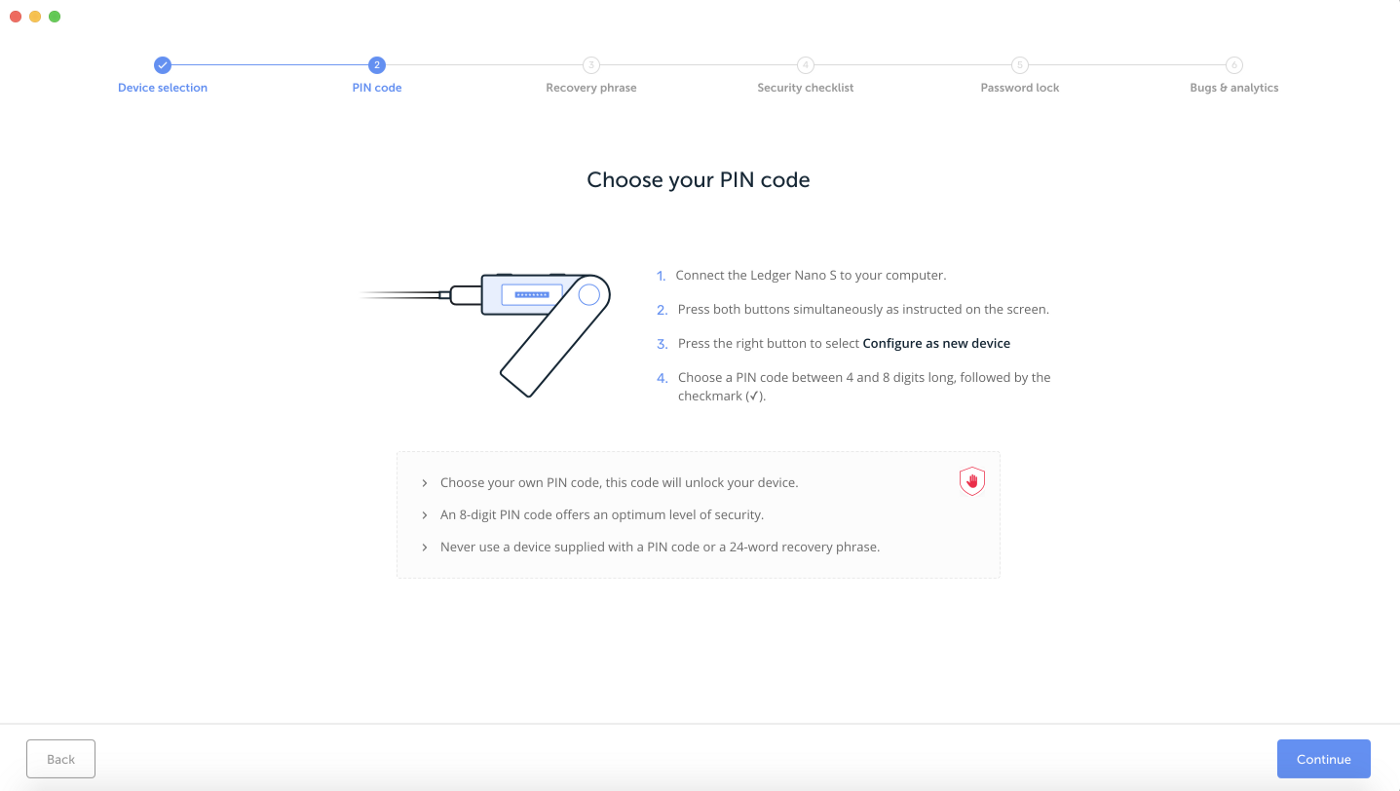 2 3 4 5 6
Device selection PIN code Recovery phrase Security checklist Password lock Bugs & analytics
Choose your PIN code
1. Connect the Ledger Nano S to your computer.
2. Press both buttons simultaneously as instructed on the screen.
3. Press the right button to select Configure as new device
4. Choose a PIN code between 4 and 8 digits long, followed by the
checkmark (✓).
Choose your own PIN code, this code will unlock your device.
An 8-digit PIN code offers an optimum level of security.
Never use a device supplied with a PIN code or a 24-word recovery phrase.
Back Continue